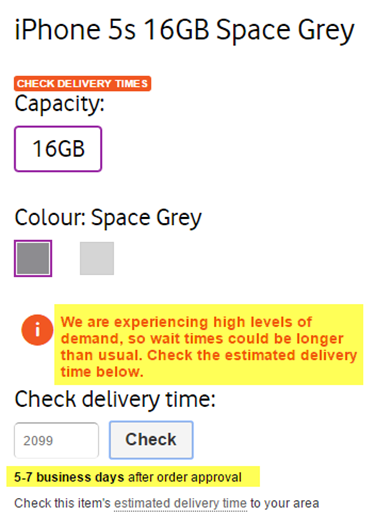 iPhone 5s 16GB Space Grey
CHECK DELIVERY TIMES
Capacity:
16GB
Colour: Space Grey
i
We are experiencing high levels of
demand, so wait times could be longer
than usual. Check the estimated delivery
time below.
Check delivery time:
2099
Check
5-7 business days after order approval
Check this item's estimated delivery time to your area